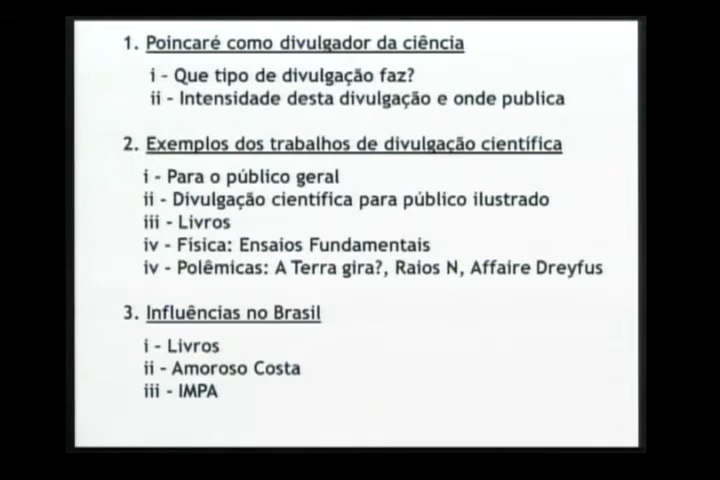 1. Poincaré como divulgador da ciência
i - Que tipo de divulgação faz?
ii - Intensidade desta divulgação e onde publica
2. Exemplos dos trabalhos de divulgação científica
i - Para o público geral
ii - Divulgação científica para público ilustrado
iii - Livros
iv - Física: Ensaios Fundamentais
iv - Polêmicas: A Terra gira?, Raios N, Affaire Dreyfus
3. Influências no Brasil
i - Livros
ii - Amoroso Costa
iii - IMPA